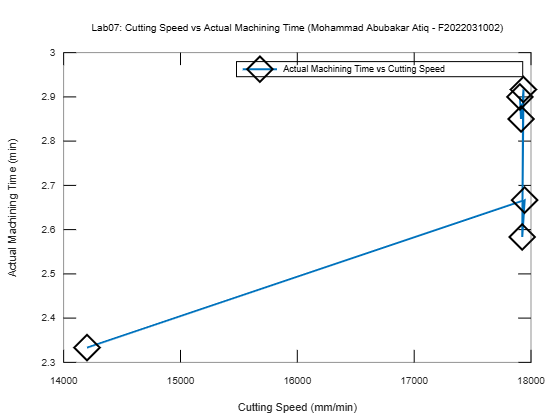 Lab07: Cutting Speed vs Actual Machining Time (Mohammad Abubakar Atiq - F2022031002)
Actual Machining Time vs Cutting Speed
3
2.9
2.8
2.7
2.6
2.5
2.4
2.3
Actual Machining Time (min)
14000 15000 16000 17000 18000
Cutting Speed (mm/min)